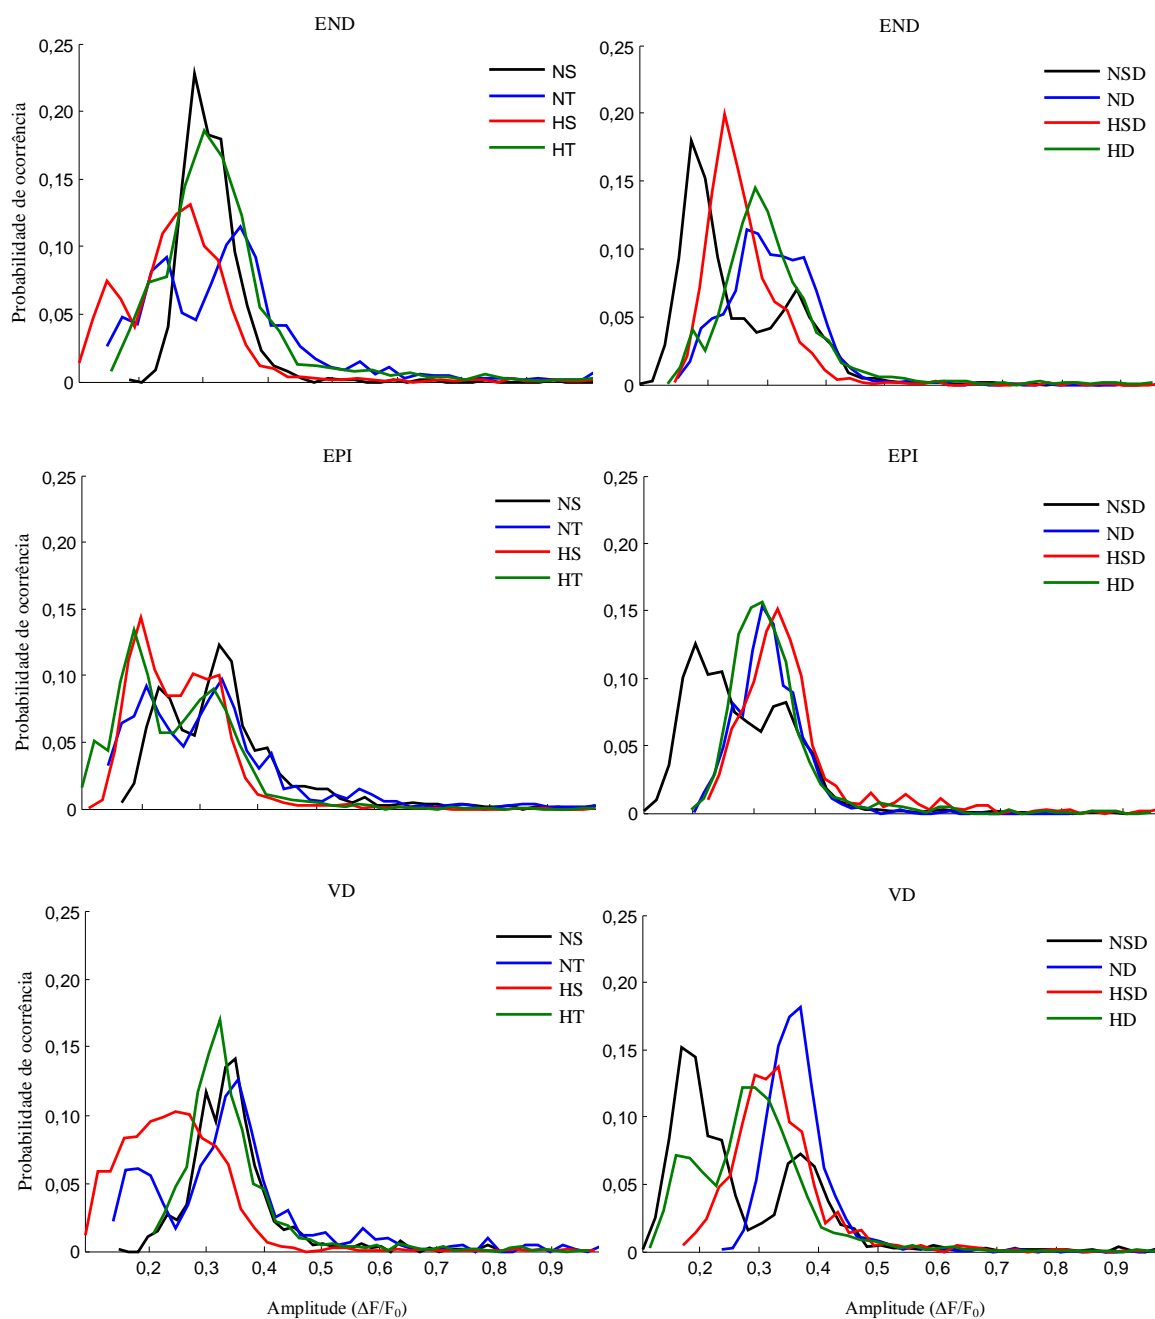 END
0,25
0,20
0,15
0,10
0,05
0
Probabilidade de ocorrência
NS
NT
HS
HT
END
0,25
0,20
0,15
0,10
0,05
0
NSD
ND
HSD
HD
EPI
0,25
0,20
0,15
0,10
0,05
0
Probabilidade de ocorrência
NS
NT
HS
HT
EPI
0,25
0,20
0,15
0,10
0,05
0
NSD
ND
HSD
HD
VD
0,25
0,20
0,15
0,10
0,05
0
Probabilidade de ocorrência
NS
NT
HS
HT
0,2 0,3 0,4 0,5 0,6 0,7 0,8 0,9
Amplitude (ΔF/F₀)
VD
0,25
0,20
0,15
0,10
0,05
0
NSD
ND
HSD
HD
0,2 0,3 0,4 0,5 0,6 0,7 0,8 0,9
Amplitude (ΔF/F₀)